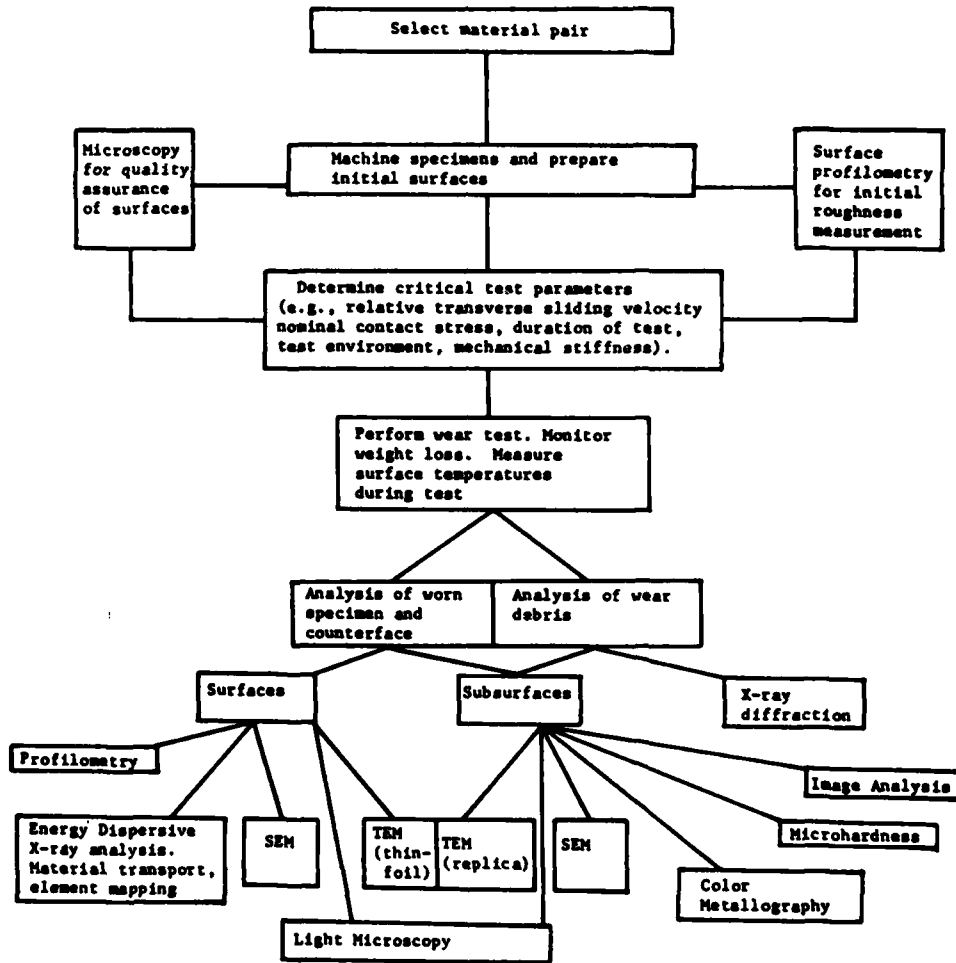 Select material pair
Microscopy
for quality
assurance
of surfaces
Machine specimens and prepare
initial surfaces
Surface
profilometry
for initial
roughness
measurement
Determine critical test parameters
(e.g., relative transverse sliding velocity
nominal contact stress, duration of test,
test environment, mechanical stiffness).
Perform wear test. Monitor
weight loss. Measure
surface temperatures
during test
Analysis of worn
specimen and
counterface
Analysis of wear
debris
Surfaces
Subsurfaces
X-ray
diffraction
Profilometry
Image Analysis
Energy Dispersive
X-ray analysis.
Material transport,
element mapping
SEM
TEM
(thin-
foil)
TEM
(replica)
SEM
Microhardness
Color
Metallography
Light Microscopy